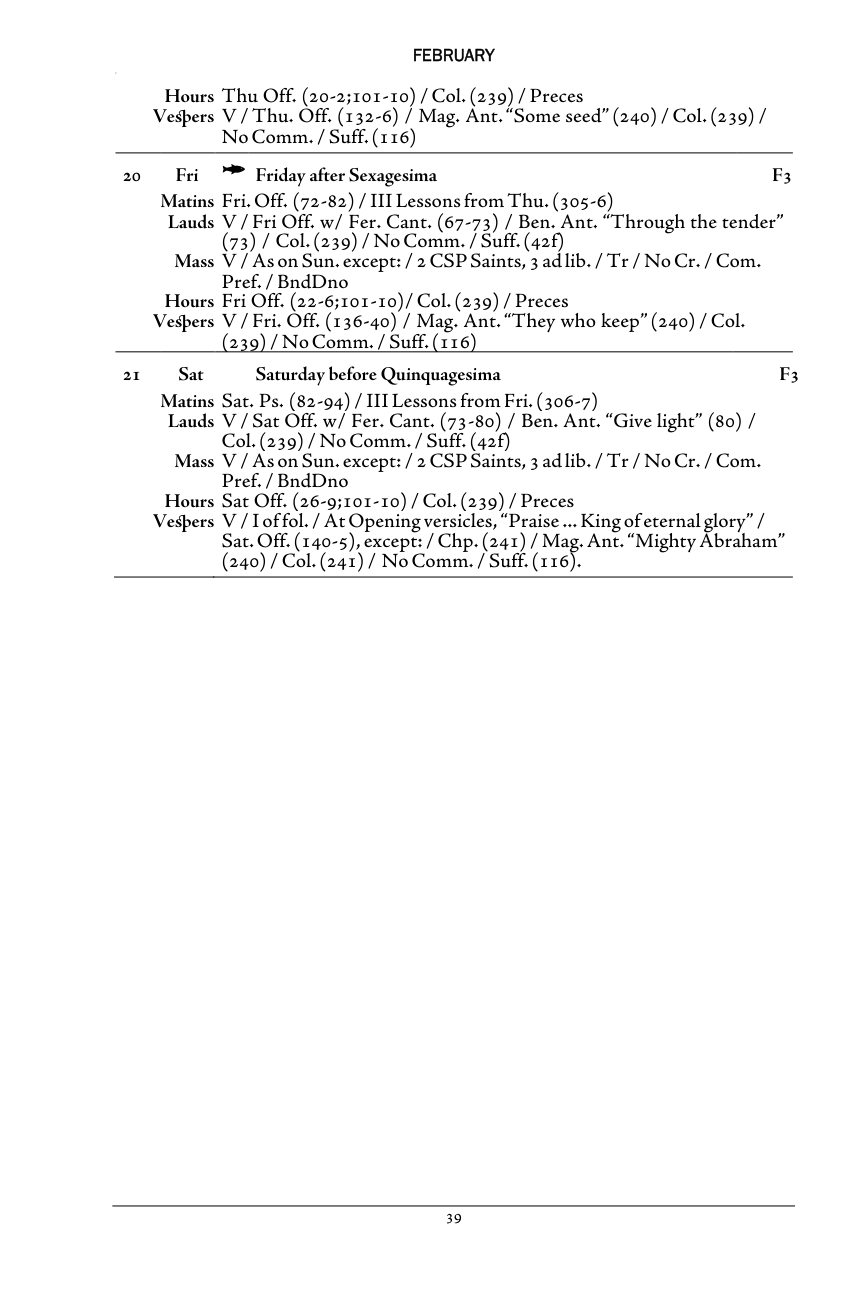 FEBRUARY
Hours Thu Off. (20-2;101-10) / Col. (239) / Preces
Vespers V / Thu. Off. (132-6) / Mag. Ant. “Some seed” (240) / Col. (239) /
No Comm. / Suff. (116)
20 Fri Friday after Sexagesima F3
Matins Fri. Off. (72-82) / III Lessons from Thu. (305-6)
Lauds V / Fri Off. w/ Fer. Cant. (67-73) / Ben. Ant. “Through the tender”
(73) / Col. (239) / No Comm. / Suff. (42f)
Mass V / As on Sun. except: / 2 CSP Saints, 3 ad lib. / Tr / No Cr. / Com.
Pref. / BndDno
Hours Fri Off. (22-6;101-10)/ Col. (239) / Preces
Vespers V / Fri. Off. (136-40) / Mag. Ant. “They who keep” (240) / Col.
(239) / No Comm. / Suff. (116)
21 Sat Saturday before Quinquagesima F3
Matins Sat. Ps. (82-94) / III Lessons from Fri. (306-7)
Lauds V / Sat Off. w/ Fer. Cant. (73-80) / Ben. Ant. “Give light” (80) /
Col. (239) / No Comm. / Suff. (42f)
Mass V / As on Sun. except: / 2 CSP Saints, 3 ad lib. / Tr / No Cr. / Com.
Pref. / BndDno
Hours Sat Off. (26-9;101-10) / Col. (239) / Preces
Vespers V / I of fol. / At Opening versicles, “Praise ... King of eternal glory” /
Sat. Off. (140-5), except: / Chp. (241) / Mag. Ant. “Mighty Abraham”
(240) / Col. (241) / No Comm. / Suff. (116).
39